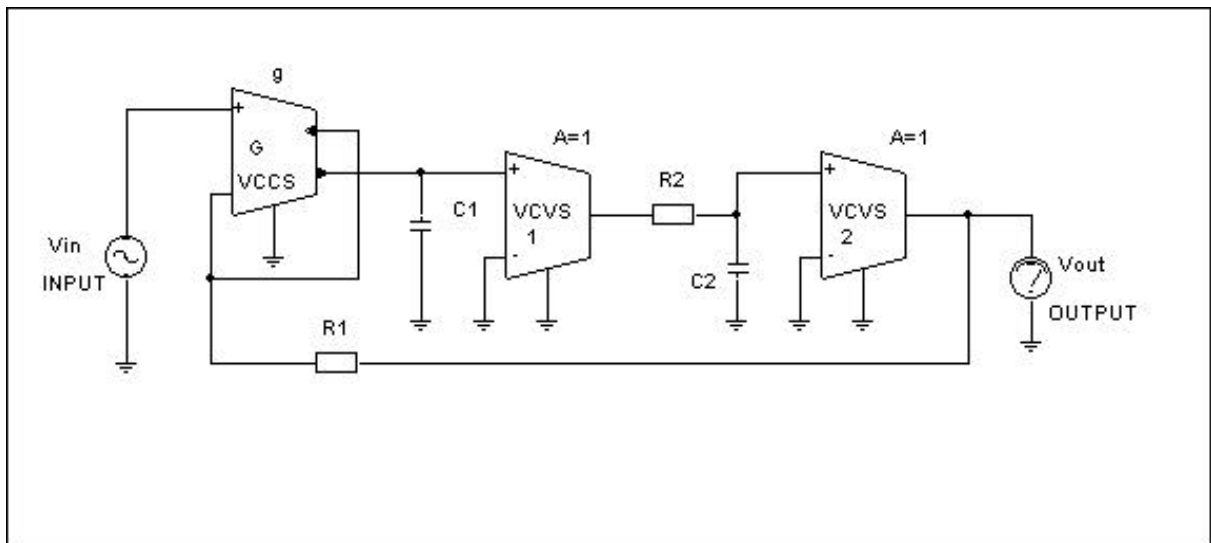 g
+
G
VCCS
Vin
INPUT
C1
A=1
+
VCVS
1
-
R2
C2
A=1
+
VCVS
2
-
Vout
OUTPUT
R1